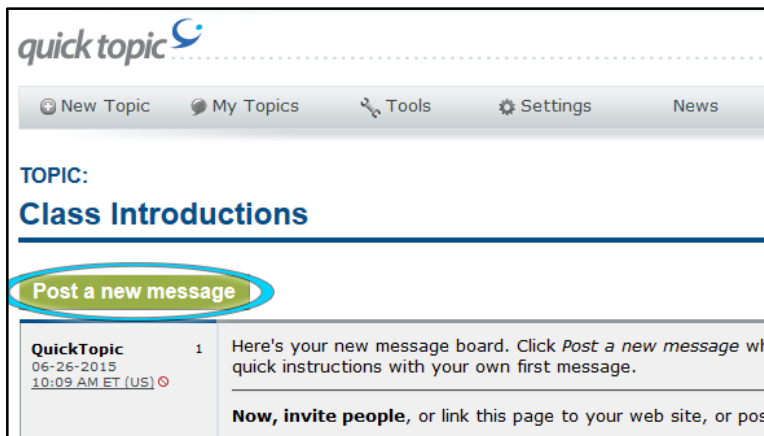 quick topic
New Topic My Topics Tools Settings News
TOPIC:
Class Introductions
Post a new message
QuickTopic 1 Here's your new message board. Click Post a new message
06-26-2015 quick instructions with your own first message.
10:09 AM ET (US)
Now, invite people, or link this page to your web site, or